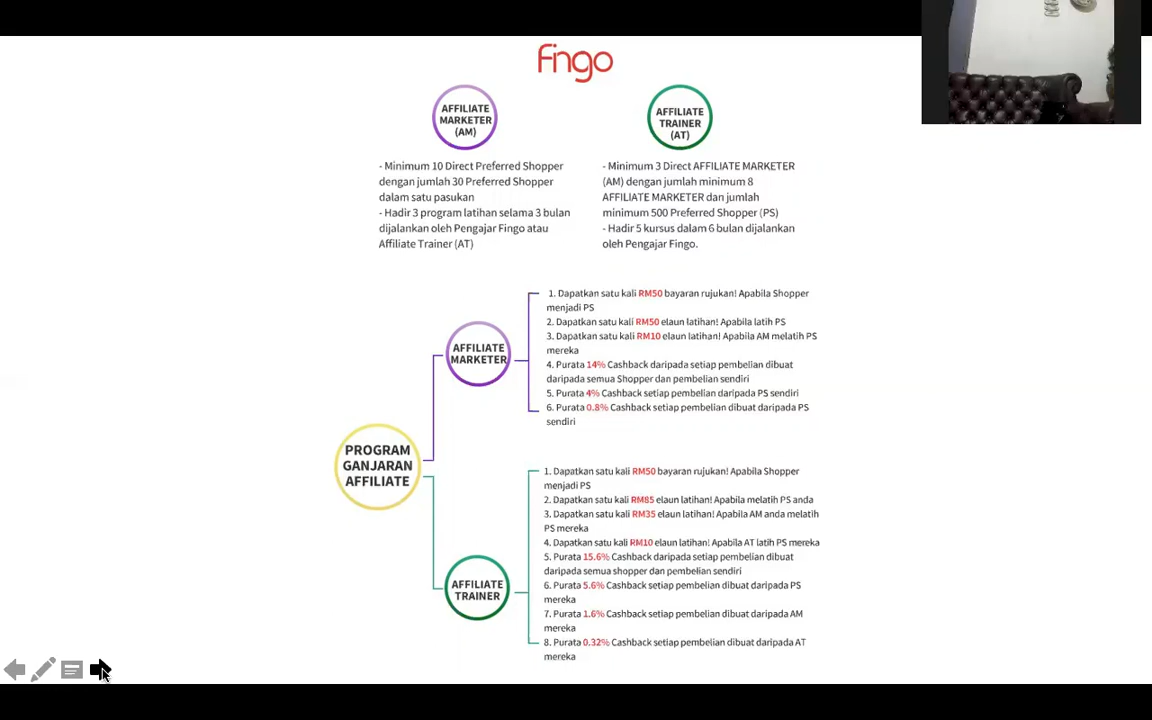 fingo
AFFILIATE
MARKETER
(AM)
- Minimum 10 Direct Preferred Shopper
dengan jumlah 30 Preferred Shopper
dalam satu pasukan
- Hadir 3 program latihan selama 3 bulan
dijalankan oleh Pengajar Fingo atau
Affiliate Trainer (AT)
AFFILIATE
TRAINER
(AT)
- Minimum 3 Direct AFFILIATE MARKETER
(AM) dengan jumlah minimum 8
AFFILIATE MARKETER dan jumlah
minimum 500 Preferred Shopper (PS)
- Hadir 5 kursus dalam 6 bulan dijalankan
oleh Pengajar Fingo.
PROGRAM
GANJARAN
AFFILIATE
AFFILIATE
MARKETER
1. Dapatkan satu kali RM50 bayaran rujukan! Apabila Shopper
menjadi PS
2. Dapatkan satu kali RM50 elaun latihan! Apabila latih PS
3. Dapatkan satu kali RM10 elaun latihan! Apabila AM melatih PS
mereka
4. Purata 14% Cashback daripada setiap pembelian dibuat
daripada semua Shopper dan pembelian sendiri
5. Purata 4% Cashback setiap pembelian daripada PS sendiri
6. Purata 0.8% Cashback setiap pembelian dibuat daripada PS
sendiri
AFFILIATE
TRAINER
1. Dapatkan satu kali RM50 bayaran rujukan! Apabila Shopper
menjadi PS
2. Dapatkan satu kali RM85 elaun latihan! Apabila melatih PS anda
3. Dapatkan satu kali RM35 elaun latihan! Apabila AM anda melatih
PS mereka
4. Dapatkan satu kali RM10 elaun latihan! Apabila AT latih PS mereka
5. Purata 15.6% Cashback daripada setiap pembelian dibuat
daripada semua shopper dan pembelian sendiri
6. Purata 5.6% Cashback setiap pembelian dibuat daripada PS
mereka
7. Purata 1.6% Cashback setiap pembelian dibuat daripada AM
mereka
8. Purata 0.32% Cashback setiap pembelian dibuat daripada AT
mereka